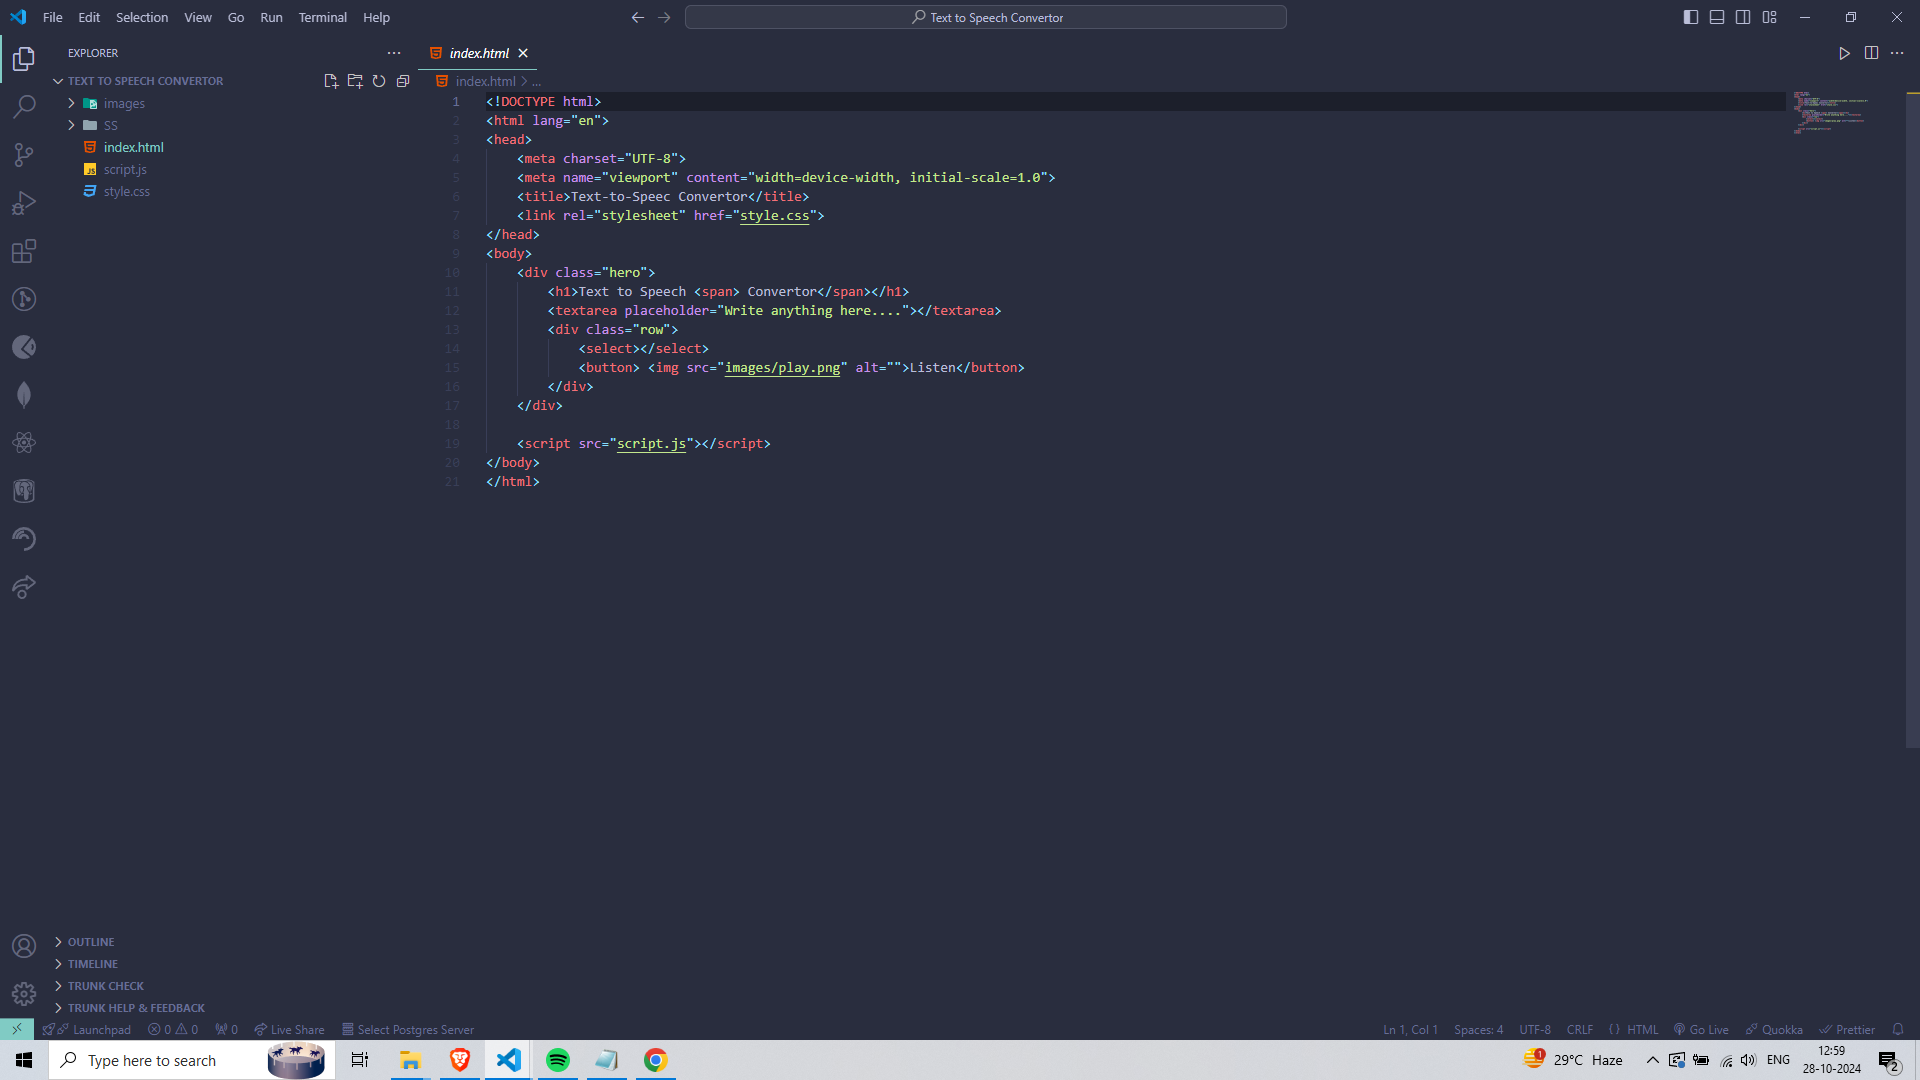 File Edit Selection View Go Run Terminal Help
Text to Speech Convertor
EXPLORER
TEXT TO SPEECH CONVERTOR
images
SS
index.html
JS script.js
style.css
OUTLINE
TIMELINE
TRUNK CHECK
TRUNK HELP & FEEDBACK
index.html
index.html > ...
1 <!DOCTYPE html>
2 <html lang="en">
3 <head>
4 <meta charset="UTF-8">
5 <meta name="viewport" content="width=device-width, initial-scale=1.0">
6 <title>Text-to-Speec Convertor</title>
7 <link rel="stylesheet" href="style.css">
8 </head>
9 <body>
10 <div class="hero">
11 <h1>Text to Speech <span> Convertor</span></h1>
12 <textarea placeholder="Write anything here...."></textarea>
13 <div class="row">
14 <select></select>
15 <button> <img src="images/play.png" alt="">Listen</button>
16 </div>
17 </div>
18
19 <script src="script.js"></script>
20 </body>
21 </html>
Launchpad 0 0 0 Live Share Select Postgres Server Ln 1, Col 1 Spaces: 4 UTF-8 CRLF {} HTML Go Live Quokka Prettier
Type here to search 1 29°C Haze ENG 12:59
28-10-2024 2